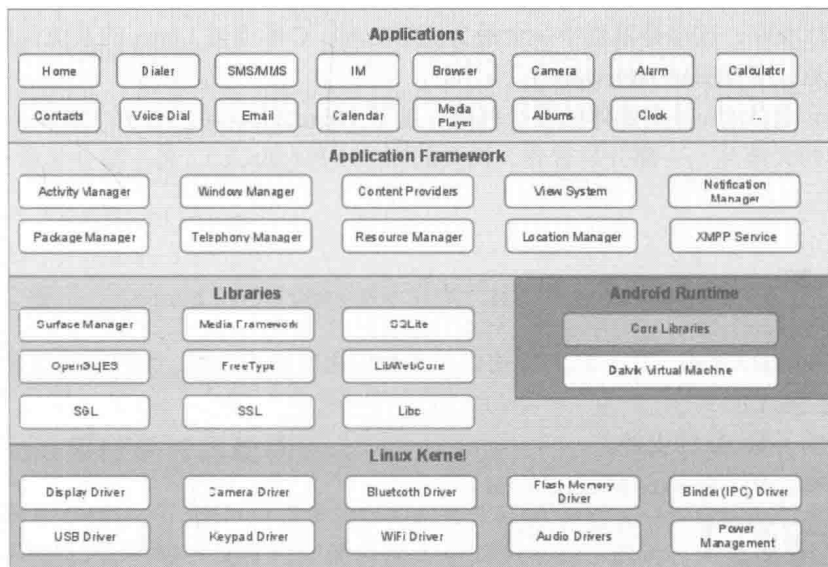 Applications
Home Dialer SMS/MMS IM Browser Camera Alarm Calculator
Contacts Voice Dial Email Calendar Media Player Albums Clock ...
Application Framework
Activity Manager Window Manager Content Providers View System Notification Manager
Package Manager Telephony Manager Resource Manager Location Manager XMPP Service
Libraries Android Runtime
Surface Manager Media Framework SQLite Core Libraries
OpenGL|ES FreeType LibWebCore Dalvik Virtual Machine
SGL SSL Libc
Linux Kernel
Display Driver Camera Driver Bluetooth Driver Flash Memory Driver Binder (IPC) Driver
USB Driver Keypad Driver WiFi Driver Audio Drivers Power Management